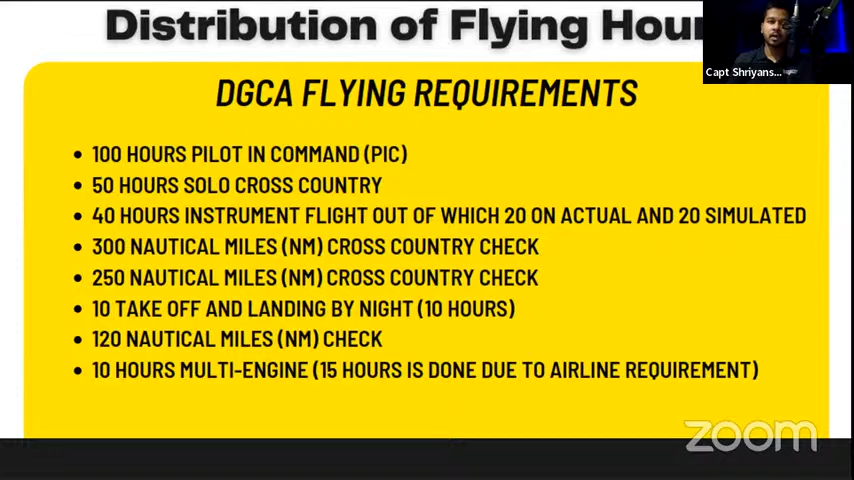 Distribution of Flying Hour
Capt Shriyans...
DGCA FLYING REQUIREMENTS
• 100 HOURS PILOT IN COMMAND (PIC)
• 50 HOURS SOLO CROSS COUNTRY
• 40 HOURS INSTRUMENT FLIGHT OUT OF WHICH 20 ON ACTUAL AND 20 SIMULATED
• 300 NAUTICAL MILES (NM) CROSS COUNTRY CHECK
• 250 NAUTICAL MILES (NM) CROSS COUNTRY CHECK
• 10 TAKE OFF AND LANDING BY NIGHT (10 HOURS)
• 120 NAUTICAL MILES (NM) CHECK
• 10 HOURS MULTI-ENGINE (15 HOURS IS DONE DUE TO AIRLINE REQUIREMENT)
zoom